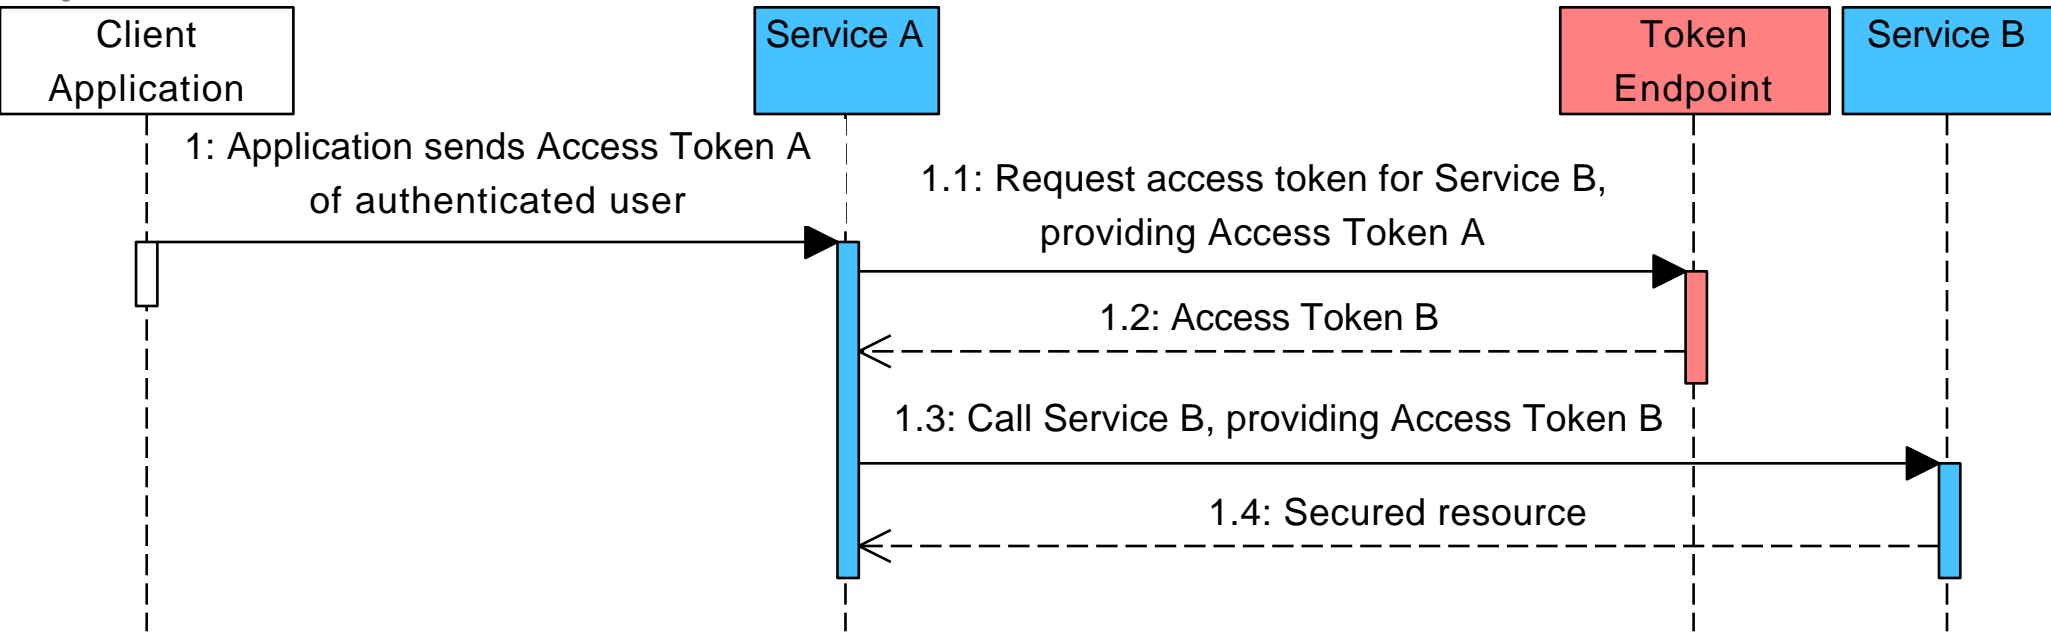 Client
Application
Service A
Token
Endpoint
Service B
1: Application sends Access Token A
of authenticated user
1.1: Request access token for Service B,
providing Access Token A
1.2: Access Token B
1.3: Call Service B, providing Access Token B
1.4: Secured resource